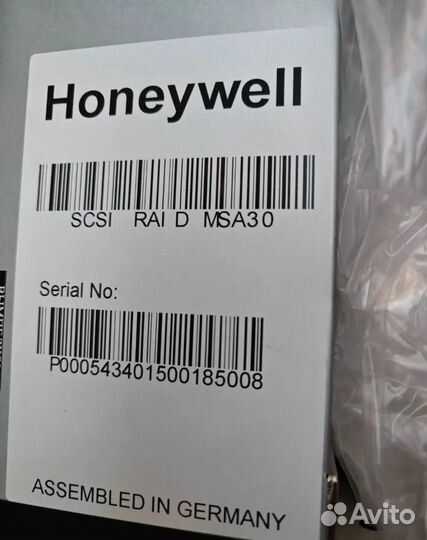 Honeywell
SCSI RAID MSA30
Serial No:
P000543401500185008
ASSEMBLED IN GERMANY
Avito